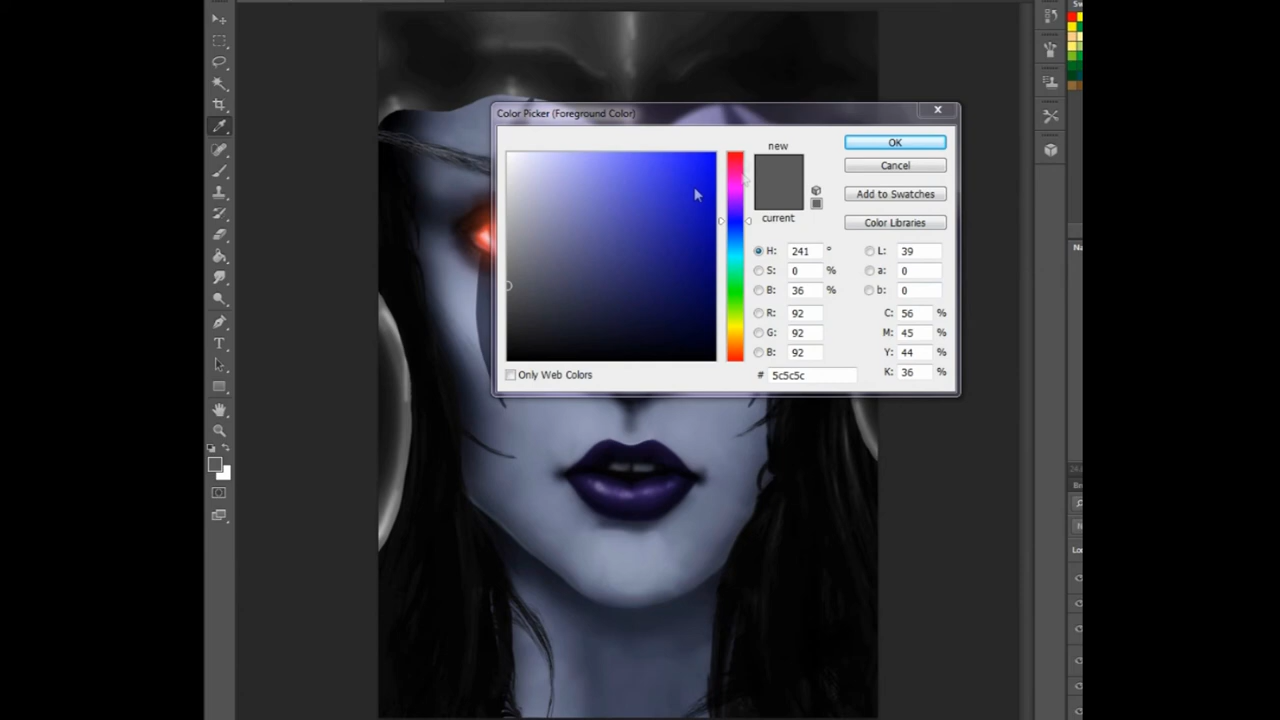 Sw
Color Picker (Foreground Color)
new
OK
Cancel
Add to Swatches
current
Color Libraries
H: 241 ° L: 39
S: 0 % a: 0
B: 36 % b: 0
R: 92 C: 56 %
G: 92 M: 45 %
B: 92 Y: 44 %
# 5c5c5c K: 36 %
Only Web Colors
T